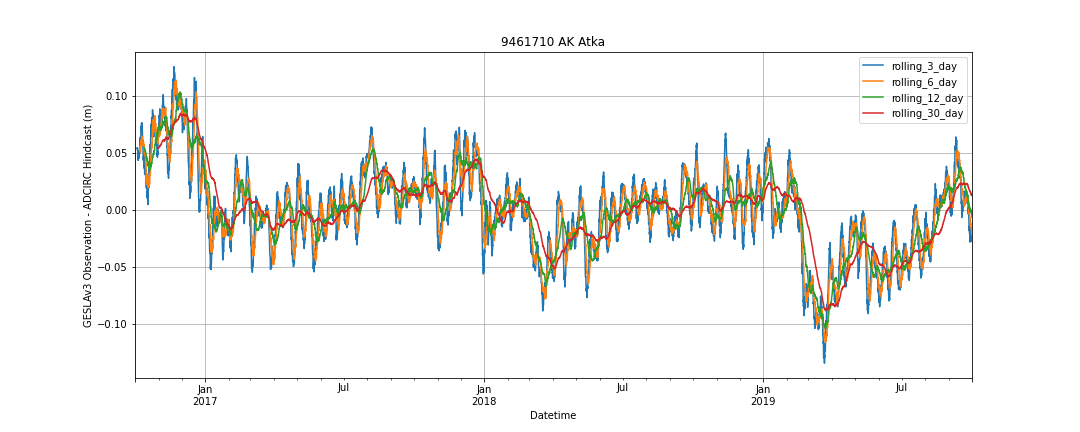 9461710 AK Atka
GESLAv3 Observation - ADCIRC Hindcast (m)
0.10
0.05
0.00
−0.05
−0.10
rolling_3_day
rolling_6_day
rolling_12_day
rolling_30_day
Jan
2017
Jul
Jan
2018
Jul
Jan
2019
Jul
Datetime